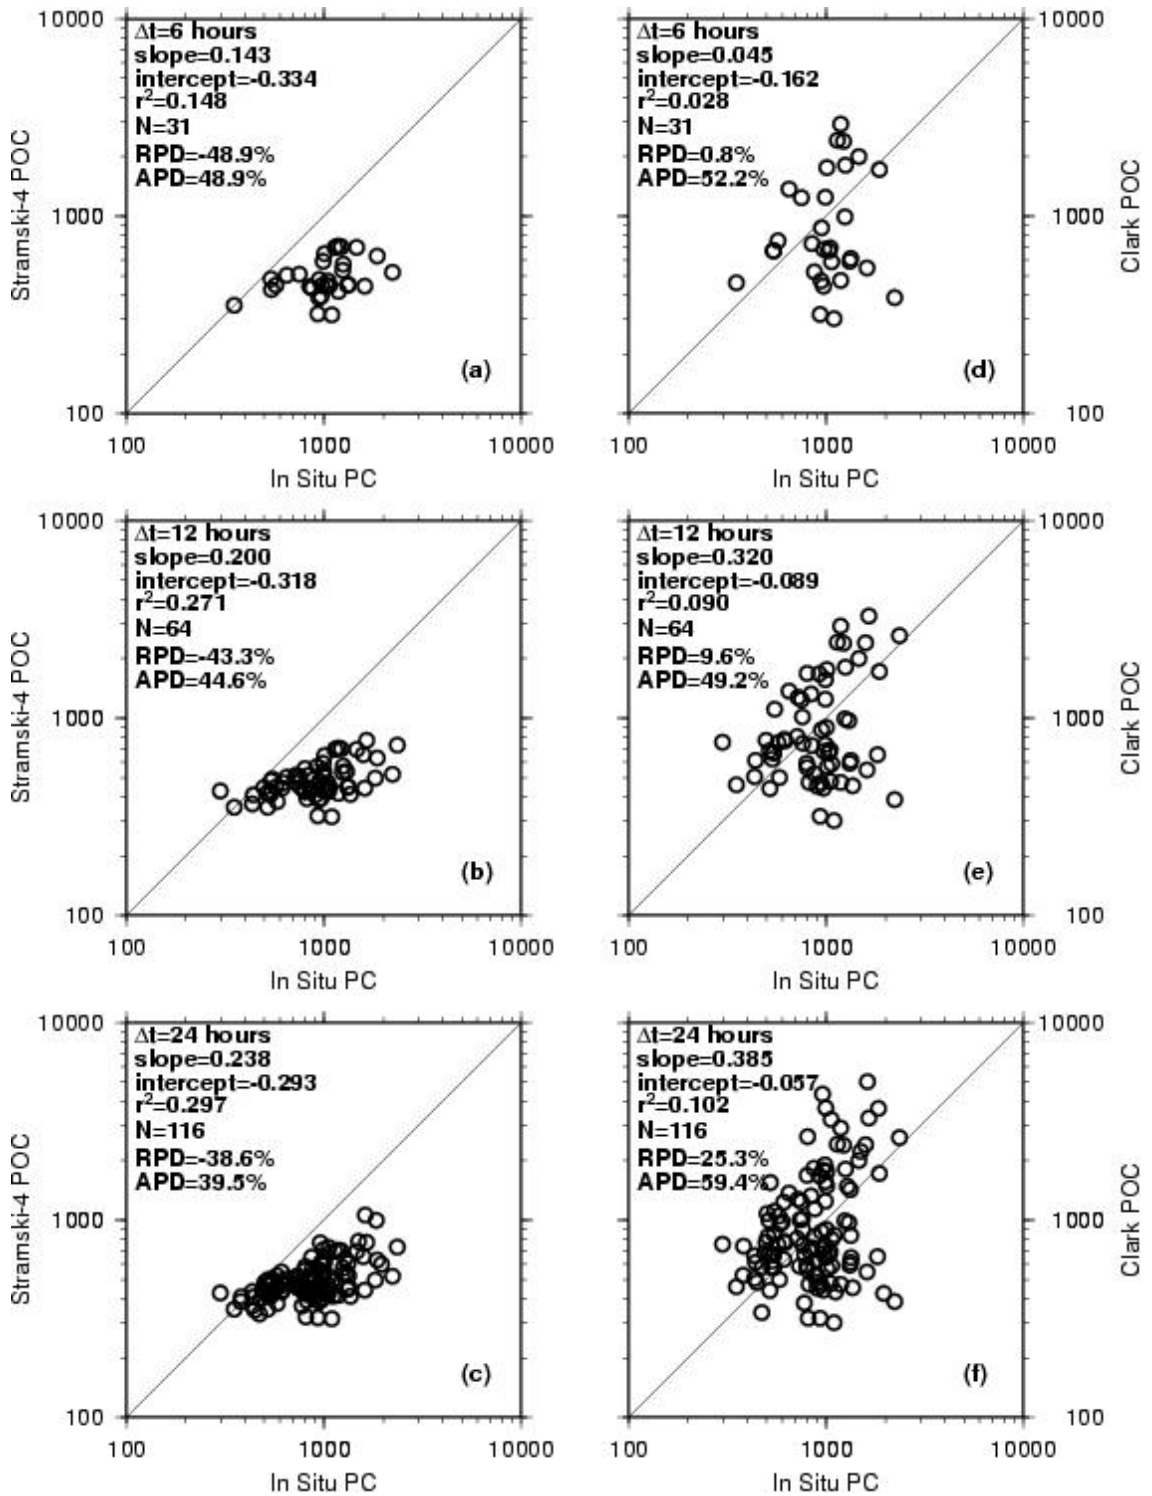 10000
Δt=6 hours
slope=0.143
intercept=-0.334
r²=0.148
N=31
RPD=-48.9%
APD=48.9%
1000
100
Stramski-4 POC
(a)
100 1000 10000
In Situ PC
Δt=6 hours
slope=0.045
intercept=-0.162
r²=0.028
N=31
RPD=0.8%
APD=52.2%
10000
1000
100
Clark POC
(d)
100 1000 10000
In Situ PC
10000
Δt=12 hours
slope=0.200
intercept=-0.318
r²=0.271
N=64
RPD=-43.3%
APD=44.6%
1000
100
Stramski-4 POC
(b)
100 1000 10000
In Situ PC
Δt=12 hours
slope=0.320
intercept=-0.089
r²=0.090
N=64
RPD=9.6%
APD=49.2%
10000
1000
100
Clark POC
(e)
100 1000 10000
In Situ PC
10000
Δt=24 hours
slope=0.238
intercept=-0.293
r²=0.297
N=116
RPD=-38.6%
APD=39.5%
1000
100
Stramski-4 POC
(c)
100 1000 10000
In Situ PC
Δt=24 hours
slope=0.385
intercept=-0.057
r²=0.102
N=116
RPD=25.3%
APD=59.4%
10000
1000
100
Clark POC
(f)
100 1000 10000
In Situ PC